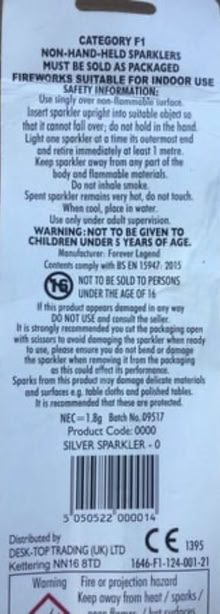 CATEGORY F1
NON-HAND-HELD SPARKLERS
MUST BE SOLD AS PACKAGED
FIREWORKS SUITABLE FOR INDOOR USE
SAFETY INFORMATION:
Use singly over non-flammable surface.
Insert sparkler upright into suitable object so
that it cannot fall over; do not hold in the hand.
Light one sparkler at a time its outermost end
and retire immediately at least 1 metre.
Keep sparkler away from any part of the
body and flammable materials.
Do not inhale smoke.
Spent sparkler remains very hot, do not touch.
When cool, place in water.
Use only under adult supervision.
WARNING: NOT TO BE GIVEN TO
CHILDREN UNDER 5 YEARS OF AGE.
Manufacturer: Forever Legend
Contents comply with BS EN 15947: 2015
16 NOT TO BE SOLD TO PERSONS
UNDER THE AGE OF 16
If this product appears damaged in any way
DO NOT USE and consult the seller.
It is strongly recommended you cut the packaging open
with scissors to avoid damaging the sparkler when ready
to use, please ensure you do not bend or damage
the sparkler when removing it from the packaging
as this could affect its performance.
Sparks from this product may damage delicate materials
and surfaces e.g. table cloths and polished tables.
It is recommended that these are protected.
NEC=1.8g Batch No.09517
Product Code: 0000
SILVER SPARKLER - 0
5 050522 000014
Distributed by
DESK-TOP TRADING (UK) LTD
Kettering NN16 8TD
CE 1395
1646-F1-124-001-21
Warning Fire or projection hazard
Keep away from heat / sparks /
open flames / hot surfaces